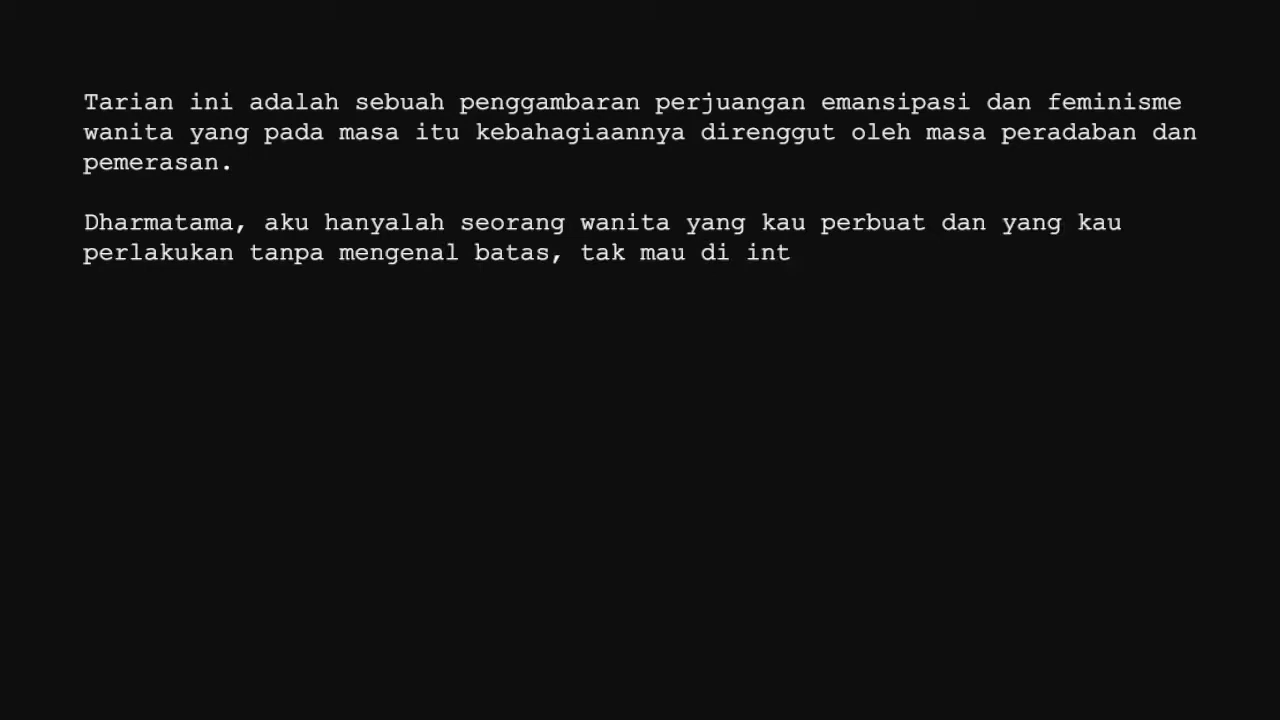 Tarian ini adalah sebuah penggambaran perjuangan emansipasi dan feminisme
wanita yang pada masa itu kebahagiaannya direnggut oleh masa peradaban dan
pemerasan.
Dharmatama, aku hanyalah seorang wanita yang kau perbuat dan yang kau
perlakukan tanpa mengenal batas, tak mau di int